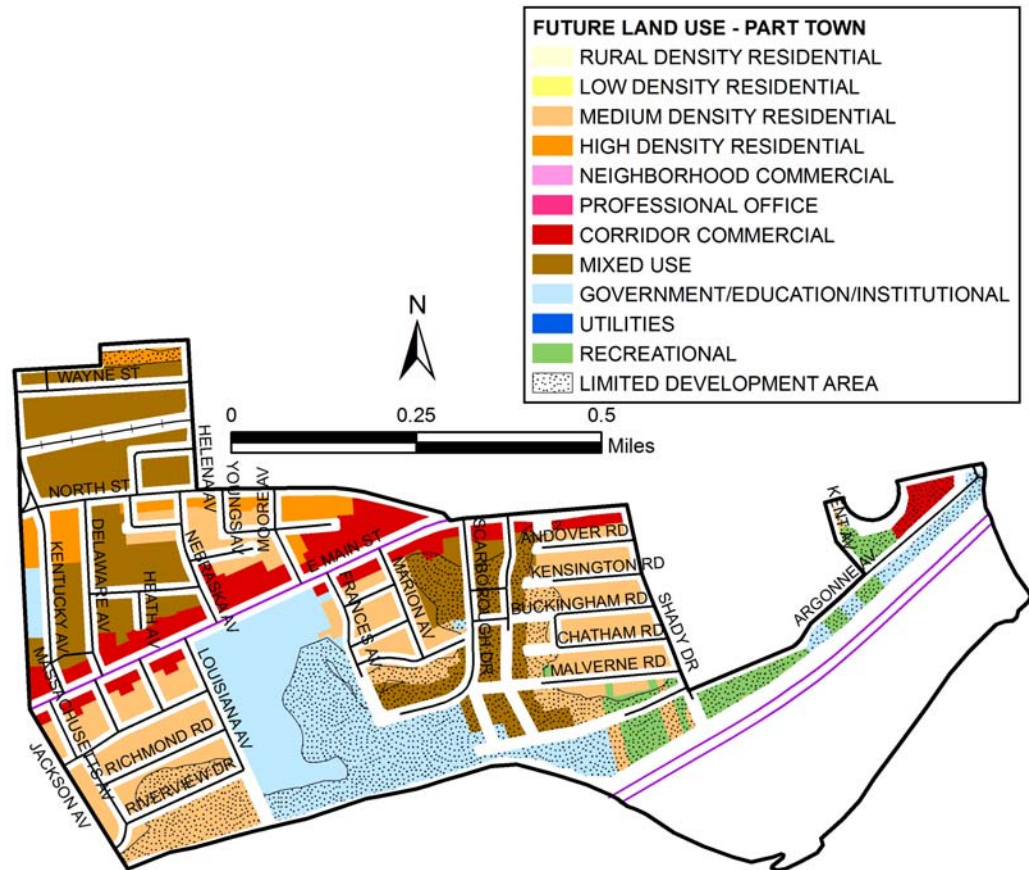 FUTURE LAND USE - PART TOWN
RURAL DENSITY RESIDENTIAL
LOW DENSITY RESIDENTIAL
MEDIUM DENSITY RESIDENTIAL
HIGH DENSITY RESIDENTIAL
NEIGHBORHOOD COMMERCIAL
PROFESSIONAL OFFICE
CORRIDOR COMMERCIAL
MIXED USE
GOVERNMENT/EDUCATION/INSTITUTIONAL
UTILITIES
RECREATIONAL
LIMITED DEVELOPMENT AREA
N
0 0.25 0.5
Miles
WAYNE ST
NORTH ST
HELENA AV
YOUNGS AV
MOORE AV
KENTUCKY AV
DELAWARE AV
HEATH AV
NEBRASKA AV
E MAIN ST
FRANCES AV
MARION AV
SCARBOROUGH DR
ANDOVER RD
KENSINGTON RD
BUCKINGHAM RD
CHATHAM RD
MALVERNE RD
SHADY DR
KENT AV
ARGONNE AV
MASSACHUSETTS AV
JACKSON AV
LOUISIANA AV
RICHMOND RD
RIVERVIEW DR